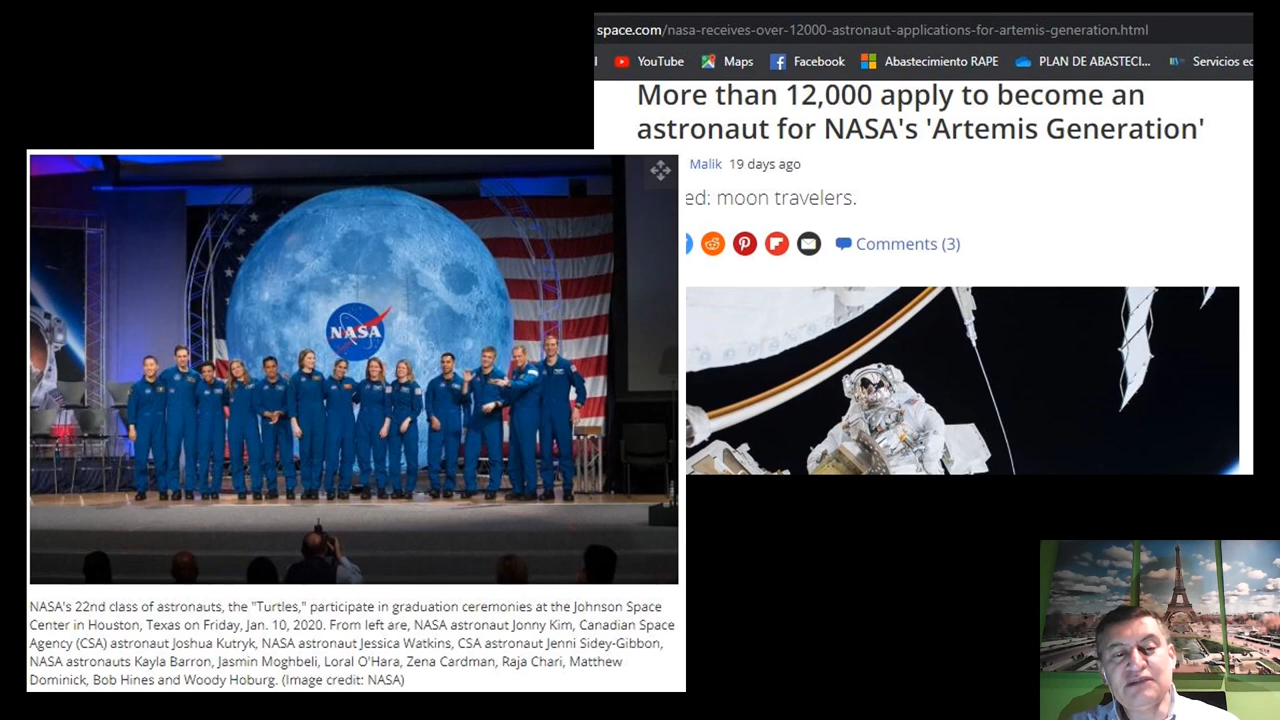 space.com/nasa-receives-over-12000-astronaut-applications-for-artemis-generation.html
YouTube Maps Facebook Abastecimiento RAPE PLAN DE ABASTECI... Servicios ec
More than 12,000 apply to become an
astronaut for NASA's 'Artemis Generation'
Malik 19 days ago
ed: moon travelers.
Comments (3)
NASA
NASA's 22nd class of astronauts, the "Turtles," participate in graduation ceremonies at the Johnson Space
Center in Houston, Texas on Friday, Jan. 10, 2020. From left are, NASA astronaut Jonny Kim, Canadian Space
Agency (CSA) astronaut Joshua Kutryk, NASA astronaut Jessica Watkins, CSA astronaut Jenni Sidey-Gibbon,
NASA astronauts Kayla Barron, Jasmin Moghbeli, Loral O'Hara, Zena Cardman, Raja Chari, Matthew
Dominick, Bob Hines and Woody Hoburg. (Image credit: NASA)